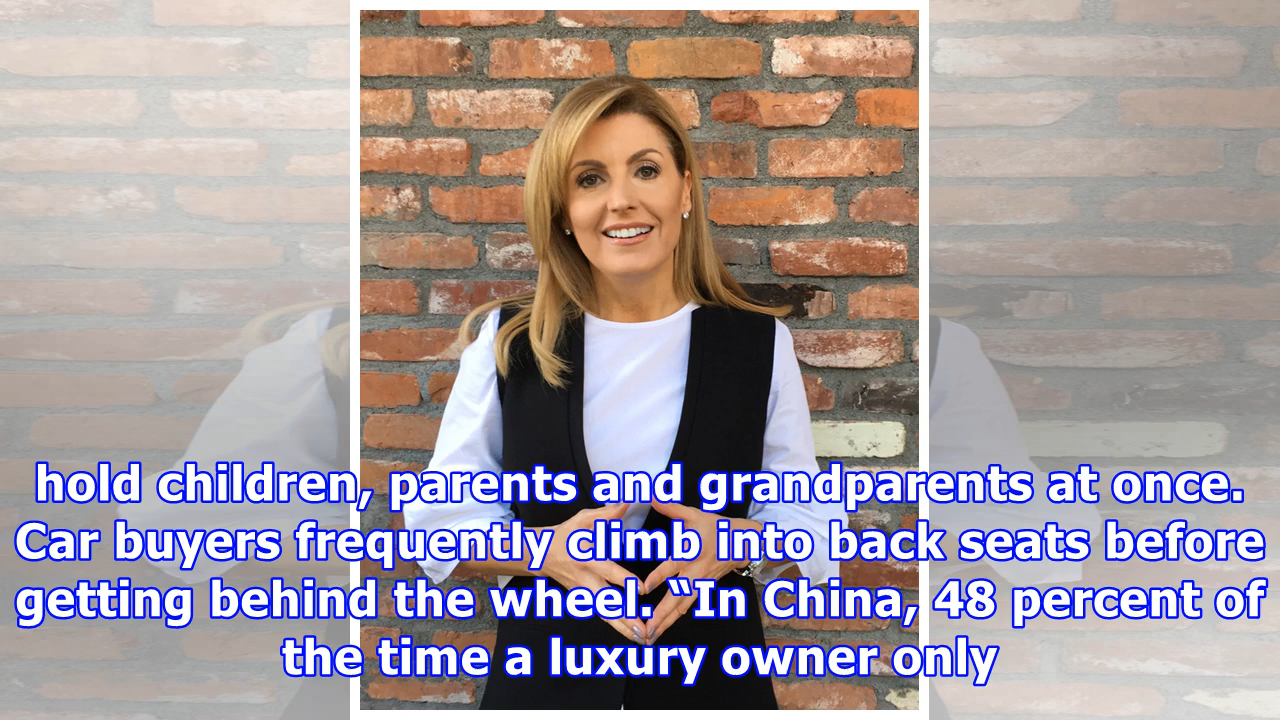 hold children, parents and grandparents at once.
Car buyers frequently climb into back seats before
getting behind the wheel. “In China, 48 percent of
the time a luxury owner only